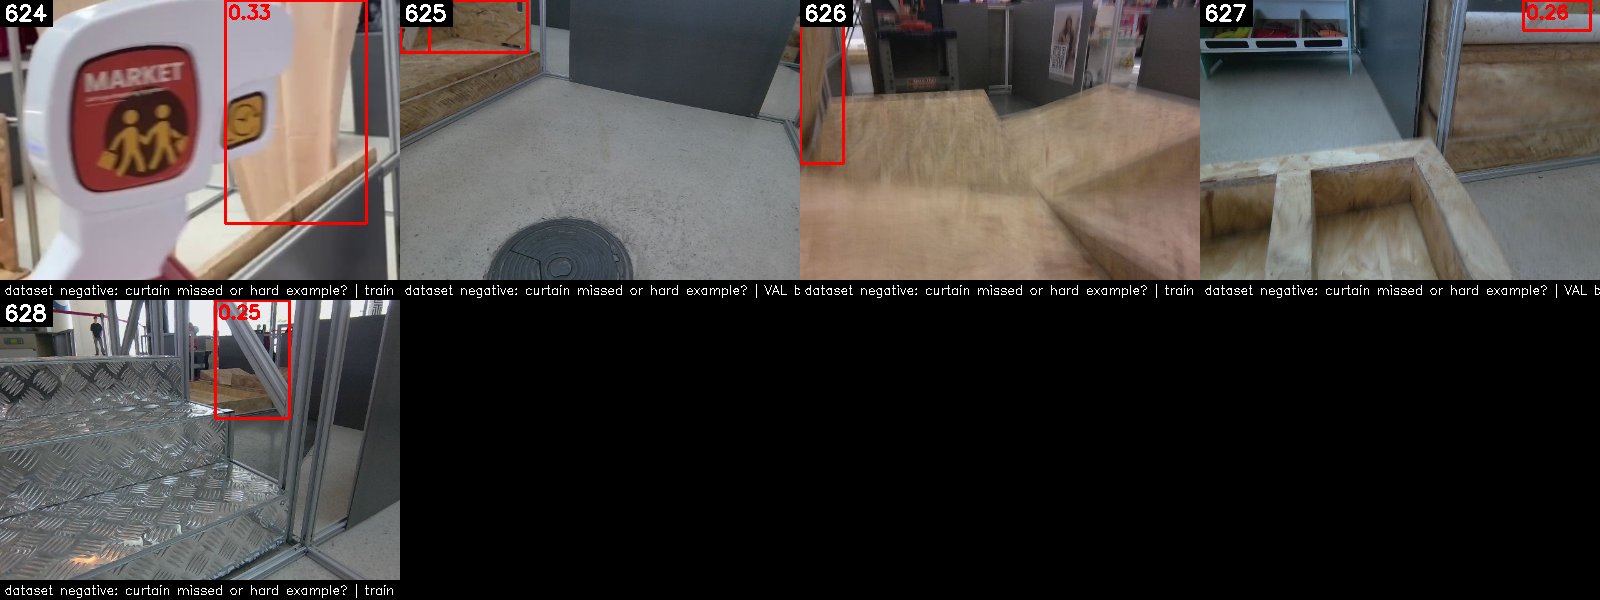 624
0.33
MARKET
625
626
627
0.26
dataset negative: curtain missed or hard example? | train
dataset negative: curtain missed or hard example? | VAL b
dataset negative: curtain missed or hard example? | train
dataset negative: curtain missed or hard example? | VAL b
628
0.25
dataset negative: curtain missed or hard example? | train